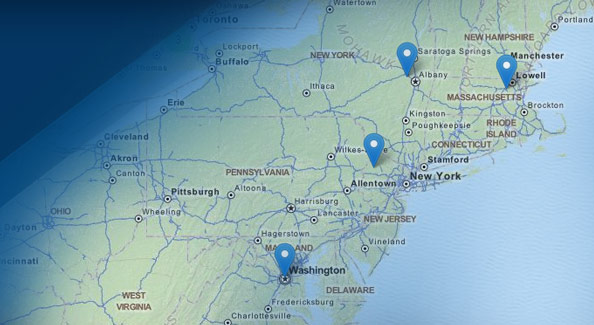 Watertown
Portland
Toronto
NEW HAMPSHIRE
Lockport
NEW YORK
MOHAWK
Saratoga Springs
Manchester
Buffalo
Albany
Lowell
Ithaca
MASSACHUSETTS
Erie
Brockton
Kingston
RHODE
ISLAND
Poughkeepsie
Cleveland
CONNECTICUT
Akron
Wilkes-
Stamford
Canton
PENNSYLVANIA
New York
Allentown
Pittsburgh
Altoona
Harrisburg
OHIO
Wheeling
Lancaster
NEW JERSEY
Dayton
Hagerstown
Vineland
MARYLAND
Washington
WEST
VIRGINIA
DELAWARE
Fredericksburg
Charlottesville